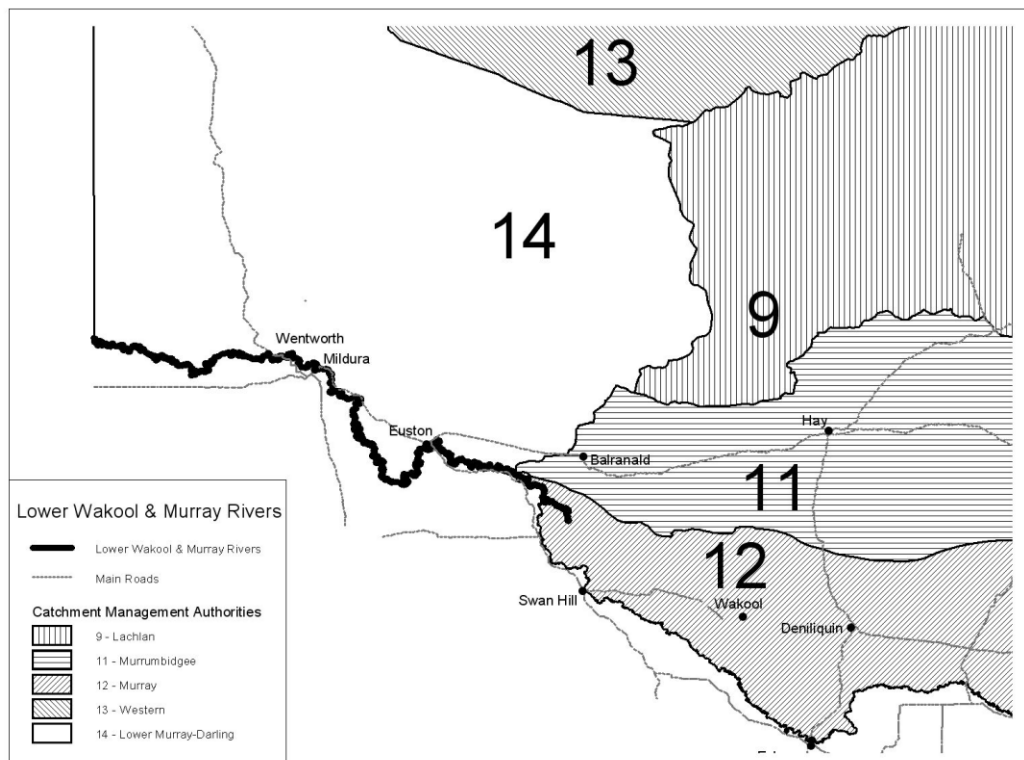 13
14
9
Wentworth
Mildura
Euston
Hay
Balranald
11
12
Swan Hill
Wakool
Deniliquin
Lower Wakool & Murray Rivers
Lower Wakool & Murray Rivers
Main Roads
Catchment Management Authorities
9 - Lachlan
11 - Murrumbidgee
12 - Murray
13 - Western
14 - Lower Murray-Darling